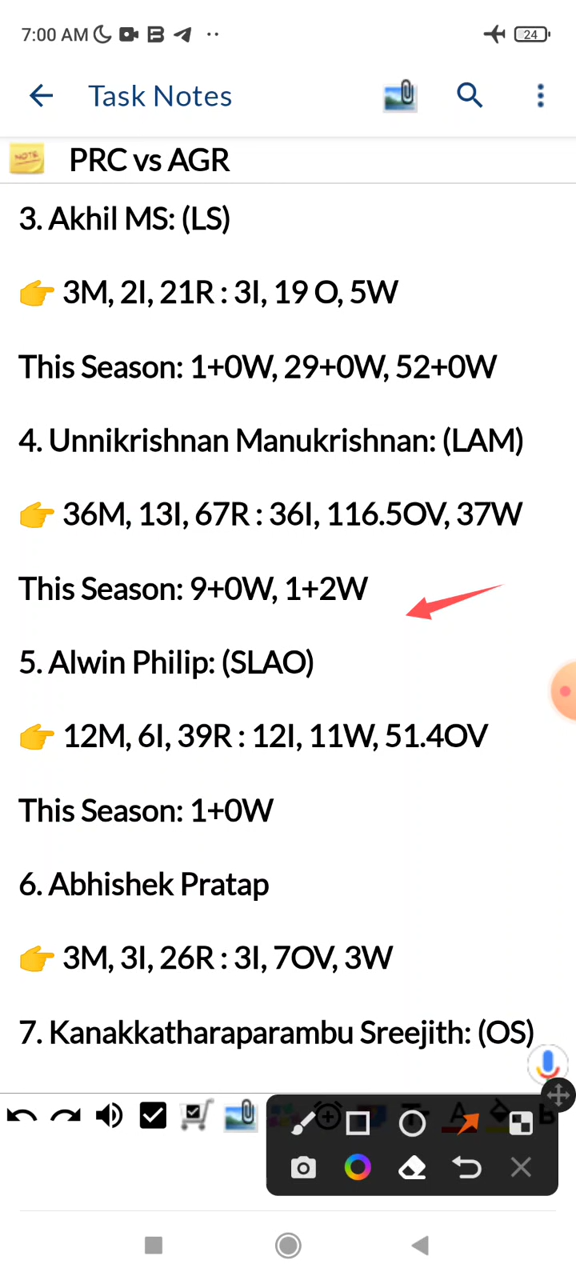 7:00 AM
24
Task Notes
NOTE
PRC vs AGR
3. Akhil MS: (LS)
👉 3M, 2I, 21R : 3I, 19 O, 5W
This Season: 1+0W, 29+0W, 52+0W
4. Unnikrishnan Manukrishnan: (LAM)
👉 36M, 13I, 67R : 36I, 116.5OV, 37W
This Season: 9+0W, 1+2W
5. Alwin Philip: (SLAO)
👉 12M, 6I, 39R : 12I, 11W, 51.4OV
This Season: 1+0W
6. Abhishek Pratap
👉 3M, 3I, 26R : 3I, 7OV, 3W
7. Kanakkatharaparambu Sreejith: (OS)